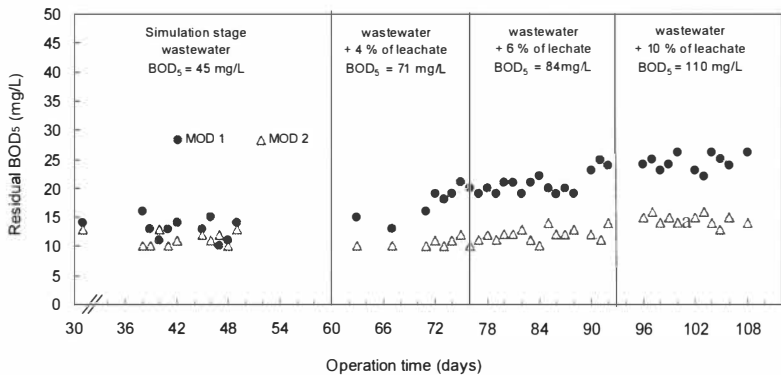 50
45
40
35
30
25
20
15
10
5
0
Residual BOD5 (mg/L)
Simulation stage
wastewater
BOD5 = 45 mg/L
wastewater
+ 4 % of leachate
BOD5 = 71 mg/L
wastewater
+ 6 % of lechate
BOD5 = 84mg/L
wastewater
+ 10 % of leachate
BOD5 = 110 mg/L
MOD 1
MOD 2
30 36 42 48 54 60 66 72 78 84 90 96 102 108
Operation time (days)